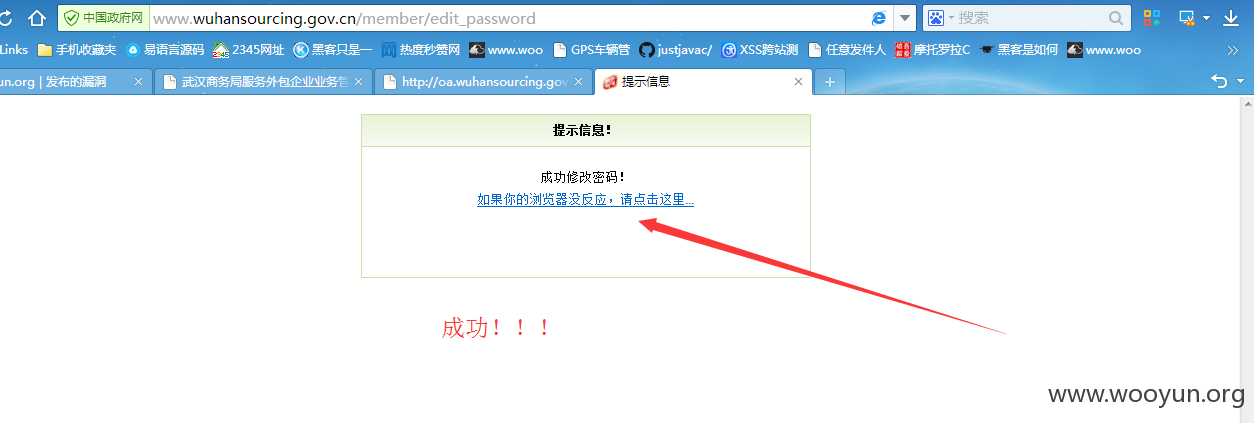 中国政府网 www.wuhansourcing.gov.cn/member/edit_password 搜索
Links 手机收藏夹 易语言源码 2345网址 黑客只是一 热度秒赞网 www.woo GPS车辆管 justjavac/ XSS跨站测 任意发件人 摩托罗拉C 黑客是如何 www.woo
un.org | 发布的漏洞 武汉商务局服务外包企业业务管 http://oa.wuhansourcing.gov 提示信息
提示信息!
成功修改密码!
如果你的浏览器没反应，请点击这里...
成功！！！
www.wooyun.org